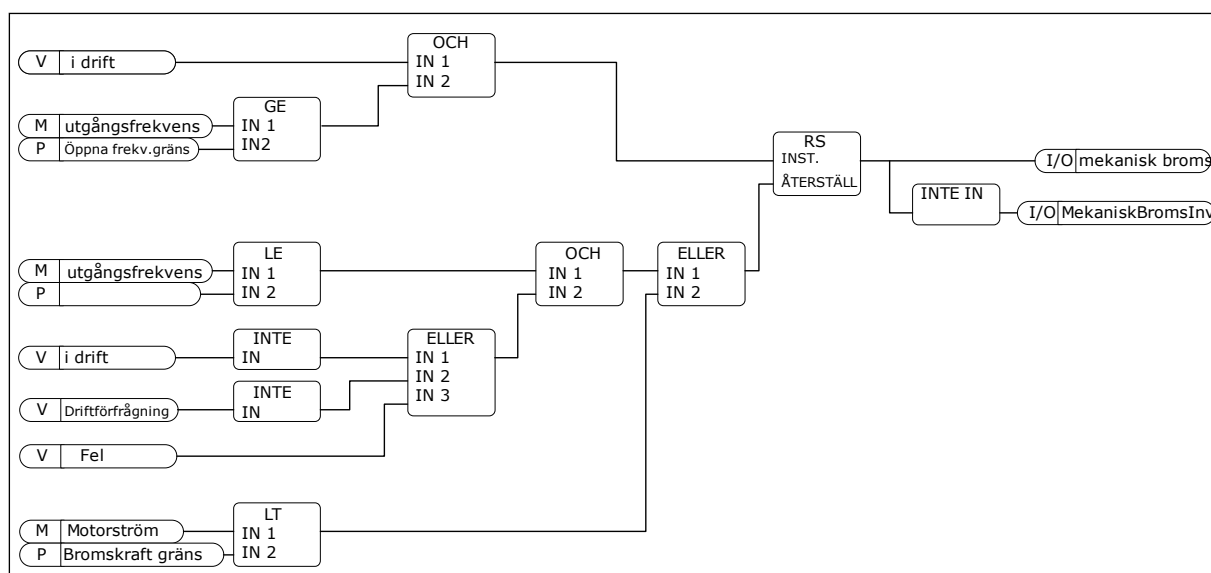 OCH
V i drift
IN 1
IN 2
GE
M utgångsfrekvens
IN 1
P Öppna frekv.gräns
IN2
RS
INST.
ÅTERSTÄLL
I/O mekanisk broms
INTE IN
I/O MekaniskBromsInv
LE
M utgångsfrekvens
IN 1
P
IN 2
OCH
IN 1
IN 2
ELLER
IN 1
IN 2
INTE
V i drift
IN
ELLER
IN 1
IN 2
IN 3
INTE
V Driftförfrågning
IN
V Fel
LT
M Motorström
IN 1
P Bromskraft gräns
IN 2